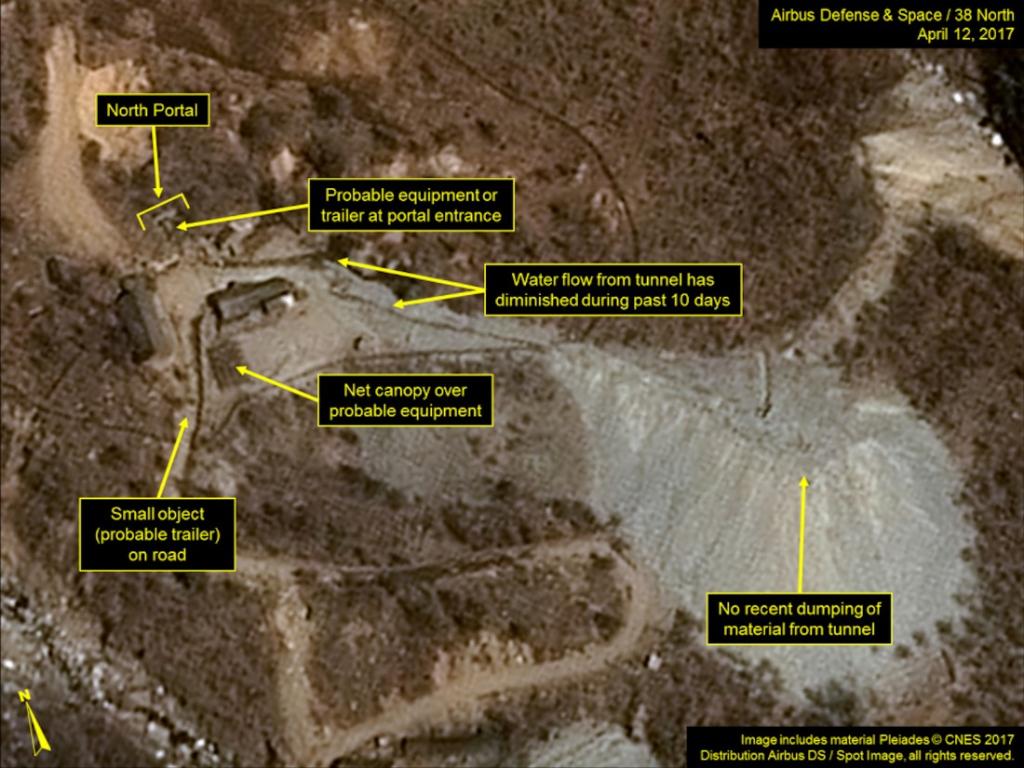 Airbus Defense & Space / 38 North
April 12, 2017
North Portal
Probable equipment or
trailer at portal entrance
Water flow from tunnel has
diminished during past 10 days
Net canopy over
probable equipment
Small object
(probable trailer)
on road
No recent dumping of
material from tunnel
N
Image includes material Pleiades © CNES 2017
Distribution Airbus DS / Spot Image, all rights reserved.